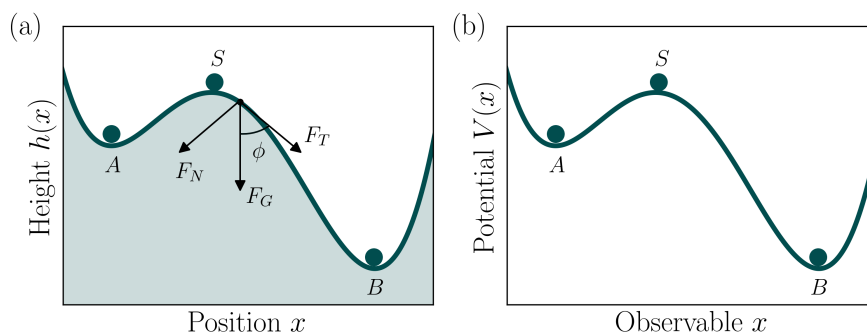 (a)
Height h(x)
S
A
F_N
F_G
ϕ
F_T
B
Position x
(b)
Potential V(x)
S
A
B
Observable x